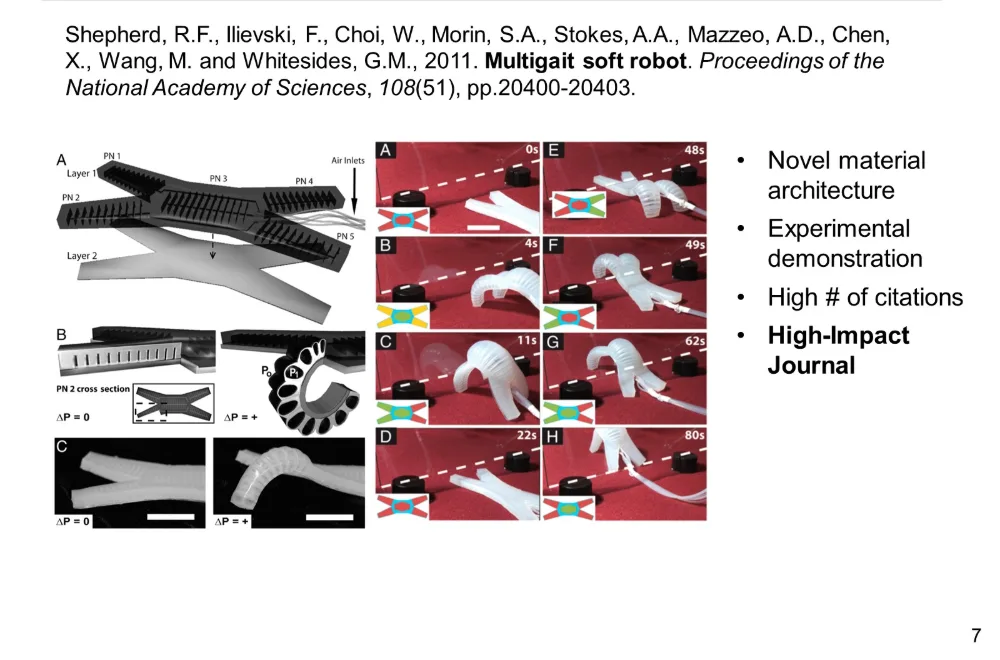 Shepherd, R.F., Ilievski, F., Choi, W., Morin, S.A., Stokes, A.A., Mazzeo, A.D., Chen,
X., Wang, M. and Whitesides, G.M., 2011. Multigait soft robot. Proceedings of the
National Academy of Sciences, 108(51), pp.20400-20403.
A
PN 1
Layer 1
PN 2
PN 3
PN 4
Air Inlets
PN 5
Layer 2
B
PN 2 cross section
ΔP = 0
ΔP = +
P₀
P₁
C
ΔP = 0
ΔP = +
A
0s
B
4s
C
11s
D
22s
E
48s
F
49s
G
62s
H
80s
• Novel material
architecture
• Experimental
demonstration
• High # of citations
• High-Impact
Journal
7